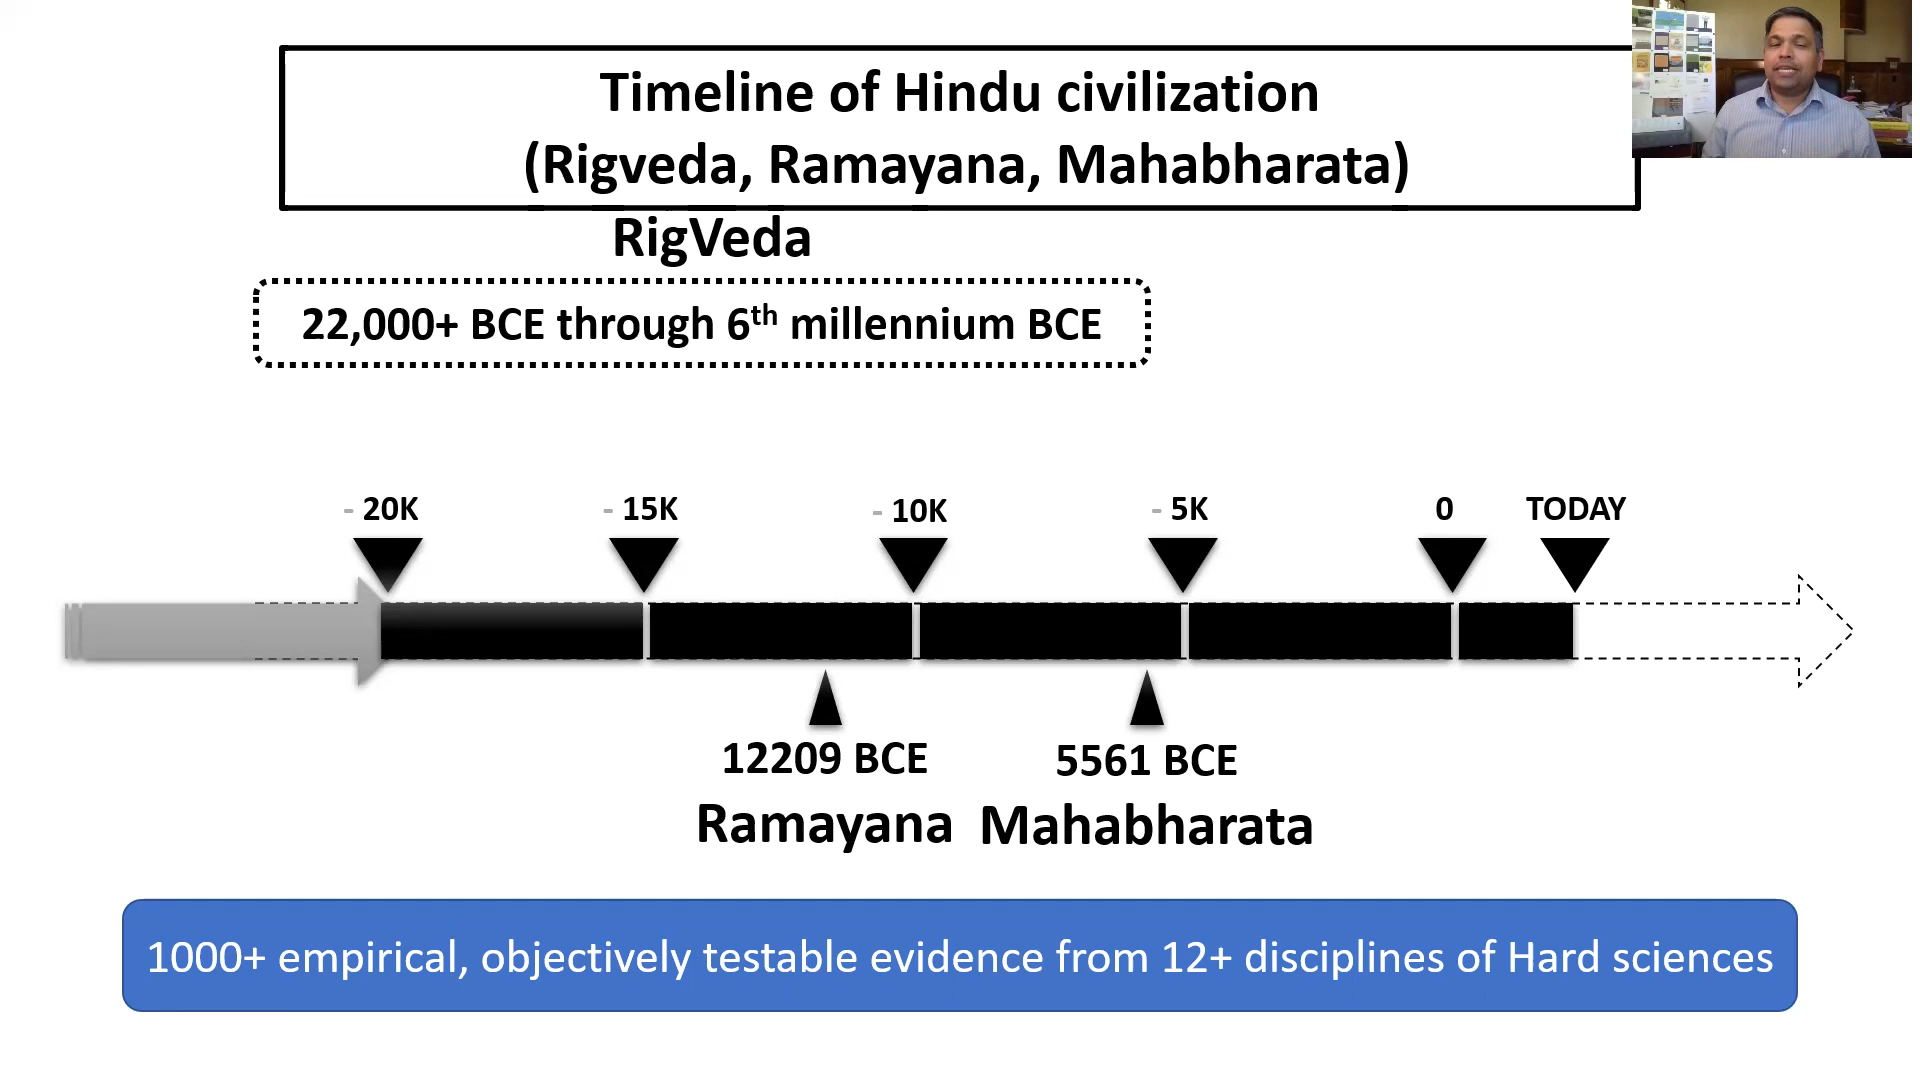 Timeline of Hindu civilization
(Rigveda, Ramayana, Mahabharata)
RigVeda
22,000+ BCE through 6th millennium BCE
- 20K
- 15K
- 10K
- 5K
0
TODAY
12209 BCE
5561 BCE
Ramayana
Mahabharata
1000+ empirical, objectively testable evidence from 12+ disciplines of Hard sciences